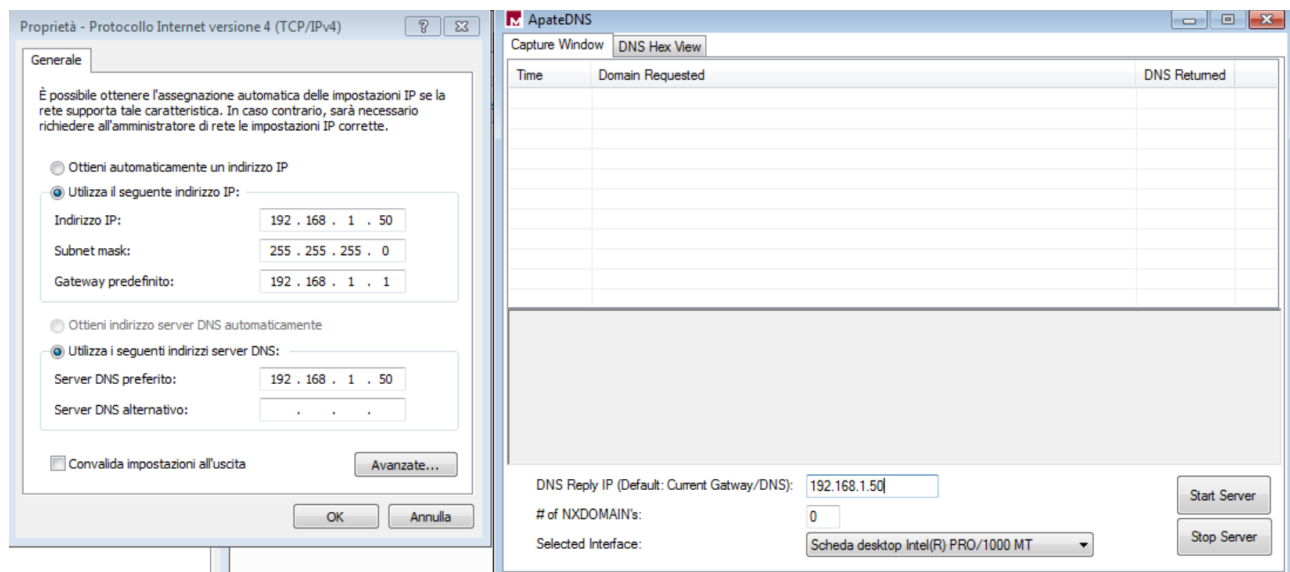 Proprietà - Protocollo Internet versione 4 (TCP/IPv4)
Generale
È possibile ottenere l'assegnazione automatica delle impostazioni IP se la
rete supporta tale caratteristica. In caso contrario, sarà necessario
richiedere all'amministratore di rete le impostazioni IP corrette.
Ottieni automaticamente un indirizzo IP
Utilizza il seguente indirizzo IP:
Indirizzo IP: 192 . 168 . 1 . 50
Subnet mask: 255 . 255 . 255 . 0
Gateway predefinito: 192 . 168 . 1 . 1
Ottieni indirizzo server DNS automaticamente
Utilizza i seguenti indirizzi server DNS:
Server DNS preferito: 192 . 168 . 1 . 50
Server DNS alternativo: . . .
Convalida impostazioni all'uscita Avanzate...
OK Annulla
ApateDNS
Capture Window DNS Hex View
Time Domain Requested DNS Returned
DNS Reply IP (Default: Current Gatway/DNS): 192.168.1.50
# of NXDOMAIN's: 0
Selected Interface: Scheda desktop Intel(R) PRO/1000 MT
Start Server
Stop Server